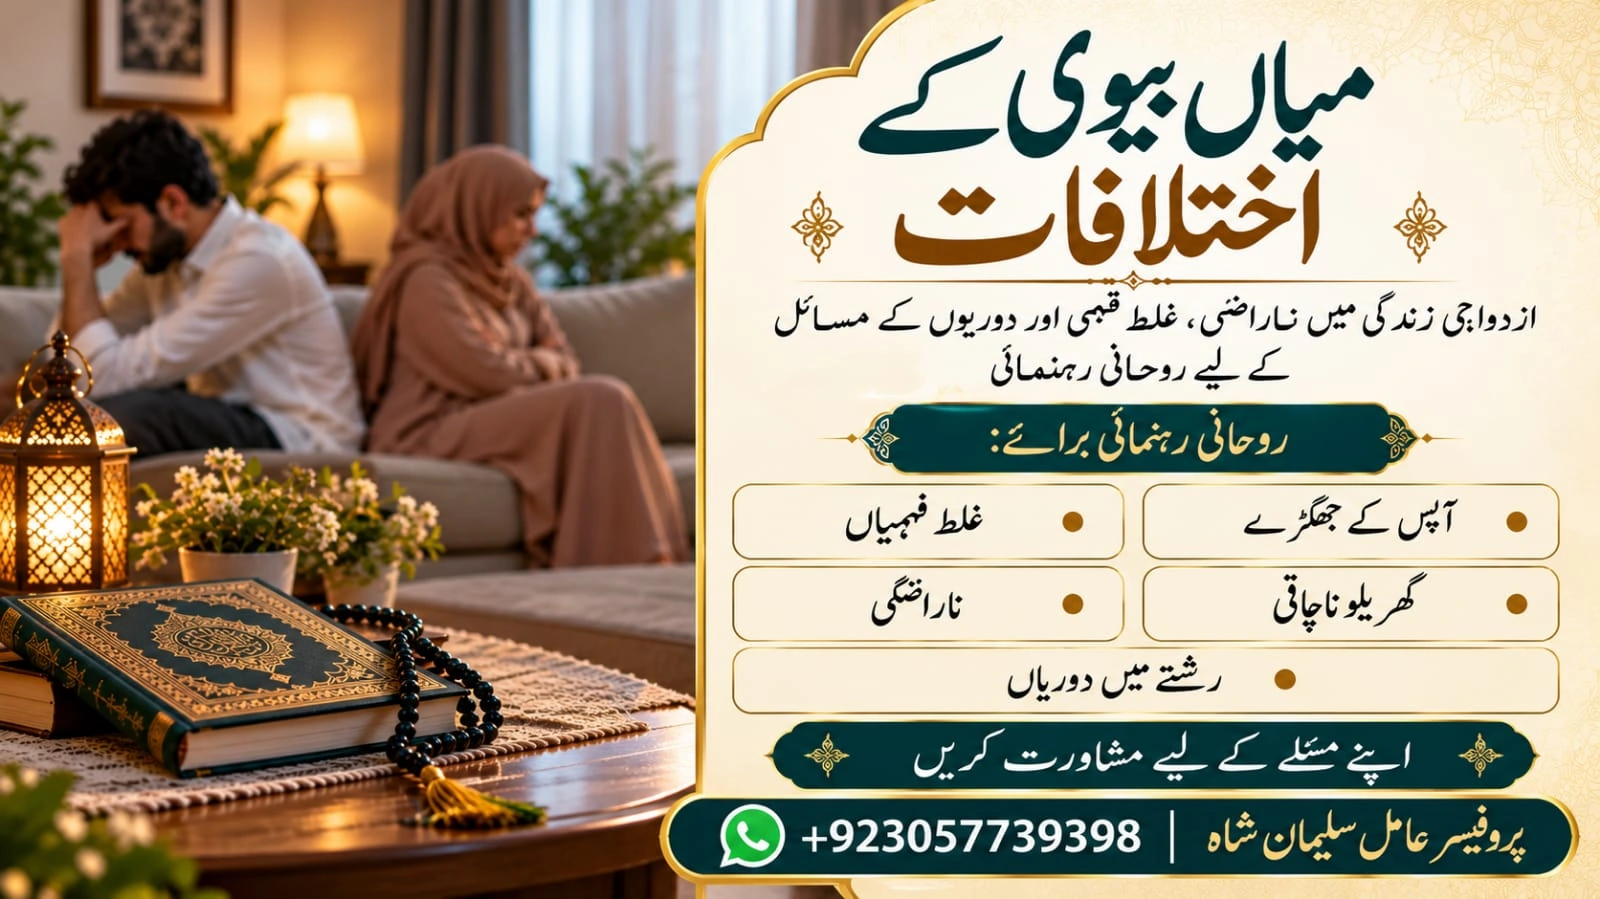 میاں بیوی کے
اختلافات
ازدواجی زندگی میں ناراضئی، غلط قہمی اور دوریوں کے مسائل
کے لیے روحانی رہنمائی
روحانی رہنمائی برائے:
آپس کے جھگڑے
غلط فہمیاں
گھریلو ناچاقی
ناراضگی
رشتے میں دوریاں
اپنے مسئلے کے لیے مشاورت کریں
پروفیسر عامل سلیمان شاہ | +923057739398